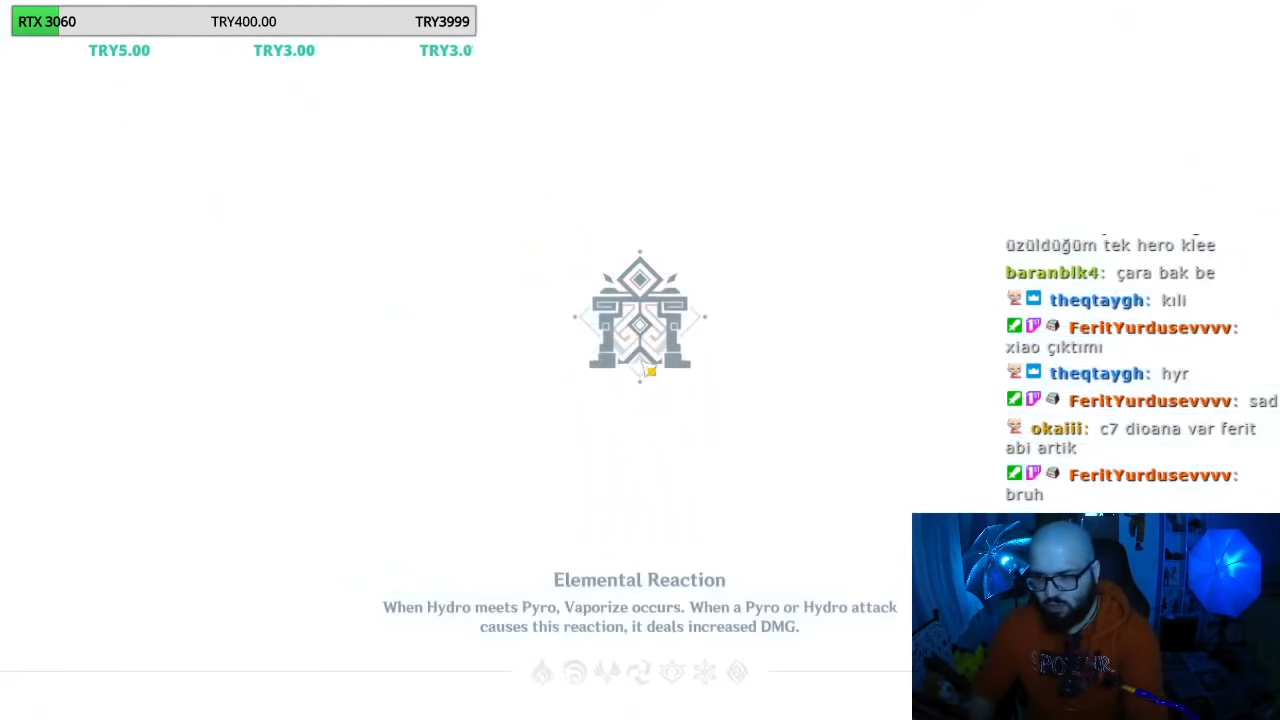 RTX 3060 TRY400.00 TRY3999
TRY5.00 TRY3.00 TRY3.0
üzüldüğüm tek hero klee
baranblk4: çara bak be
theqtaygh: kılı
FeritYurdusevvvv:
xiao çıktımı
theqtaygh: hyr
FeritYurdusevvvv: sad
okaiii: c7 dioana var ferit
abi artik
FeritYurdusevvvv:
bruh
Elemental Reaction
When Hydro meets Pyro, Vaporize occurs. When a Pyro or Hydro attack
causes this reaction, it deals increased DMG.